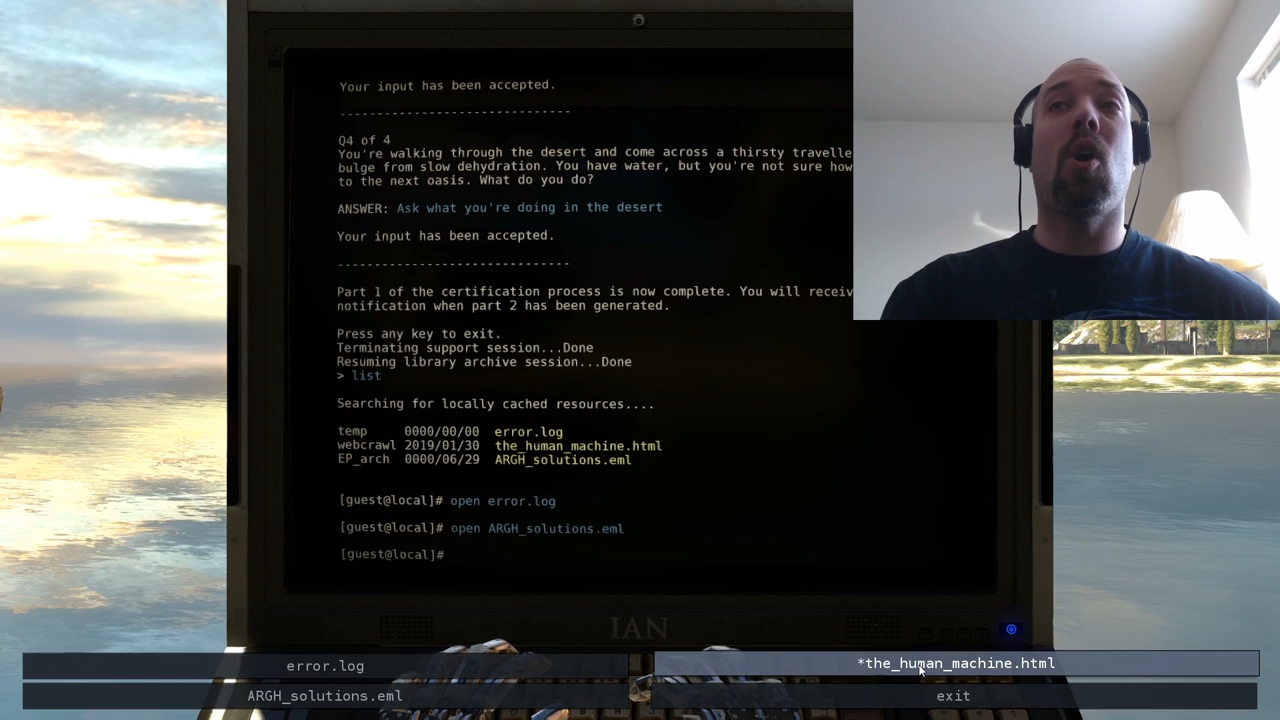 Your input has been accepted.
-------------------------------
Q4 of 4
You're walking through the desert and come across a thirsty travelle
bulge from slow dehydration. You have water, but you're not sure how
to the next oasis. What do you do?
ANSWER: Ask what you're doing in the desert
Your input has been accepted.
-------------------------------
Part 1 of the certification process is now complete. You will receiv
notification when part 2 has been generated.
Press any key to exit.
Terminating support session...Done
Resuming library archive session...Done
> list
Searching for locally cached resources....
temp 0000/00/00 error.log
webcrawl 2019/01/30 the_human_machine.html
EP_arch 0000/06/29 ARGH_solutions.eml
[guest@local]# open error.log
[guest@local]# open ARGH_solutions.eml
[guest@local]#
IAN
error.log
*the_human_machine.html
ARGH_solutions.eml
exit